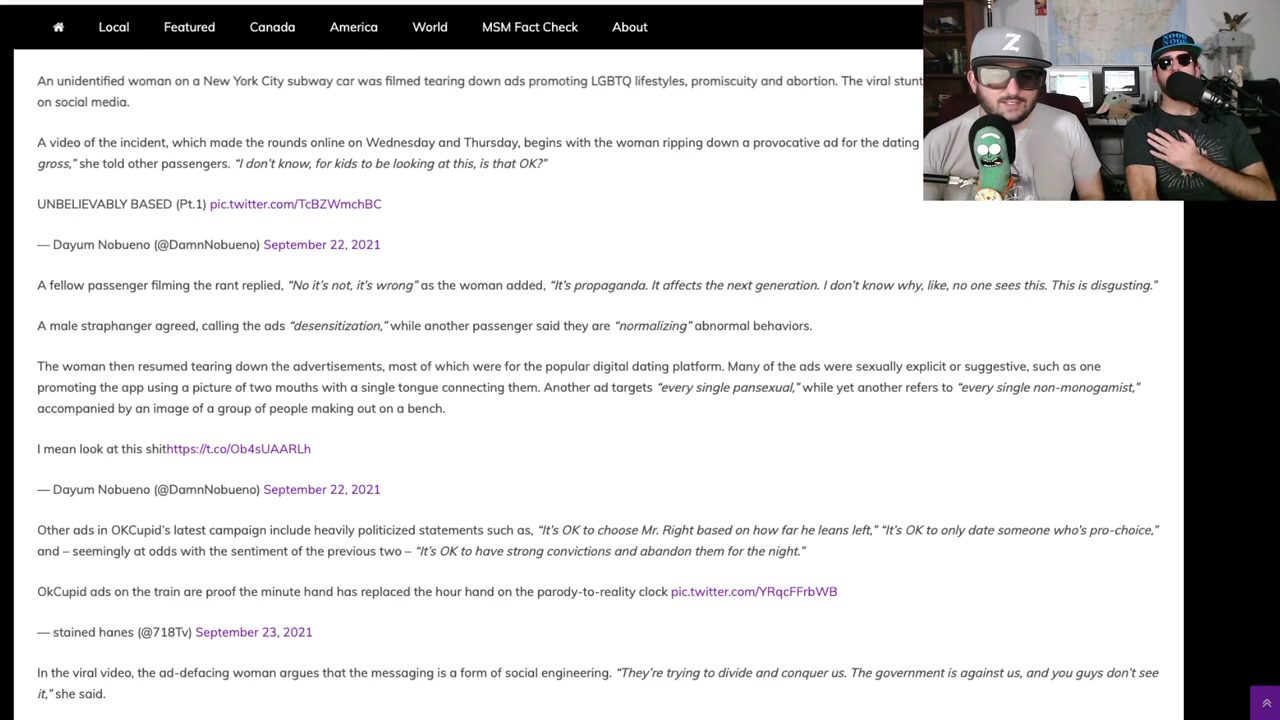 Local Featured Canada America World MSM Fact Check About
An unidentified woman on a New York City subway car was filmed tearing down ads promoting LGBTQ lifestyles, promiscuity and abortion. The viral stunt
on social media.
A video of the incident, which made the rounds online on Wednesday and Thursday, begins with the woman ripping down a provocative ad for the dating
gross,” she told other passengers. “I don’t know, for kids to be looking at this, is that OK?”
UNBELIEVABLY BASED (Pt.1) pic.twitter.com/TcBZWmchBC
— Dayum Nobueno (@DamnNobueno) September 22, 2021
A fellow passenger filming the rant replied, “No it’s not, it’s wrong” as the woman added, “It’s propaganda. It affects the next generation. I don’t know why, like, no one sees this. This is disgusting.”
A male straphanger agreed, calling the ads “desensitization,” while another passenger said they are “normalizing” abnormal behaviors.
The woman then resumed tearing down the advertisements, most of which were for the popular digital dating platform. Many of the ads were sexually explicit or suggestive, such as one
promoting the app using a picture of two mouths with a single tongue connecting them. Another ad targets “every single pansexual,” while yet another refers to “every single non-monogamist,”
accompanied by an image of a group of people making out on a bench.
I mean look at this shithttps://t.co/Ob4sUAARLh
— Dayum Nobueno (@DamnNobueno) September 22, 2021
Other ads in OKCupid’s latest campaign include heavily politicized statements such as, “It’s OK to choose Mr. Right based on how far he leans left,” “It’s OK to only date someone who’s pro-choice,”
and – seemingly at odds with the sentiment of the previous two – “It’s OK to have strong convictions and abandon them for the night.”
OkCupid ads on the train are proof the minute hand has replaced the hour hand on the parody-to-reality clock pic.twitter.com/YRqcFFrbWB
— stained hanes (@718Tv) September 23, 2021
In the viral video, the ad-defacing woman argues that the messaging is a form of social engineering. “They’re trying to divide and conquer us. The government is against us, and you guys don’t see
it,” she said.
Z
NOOB
NOOB